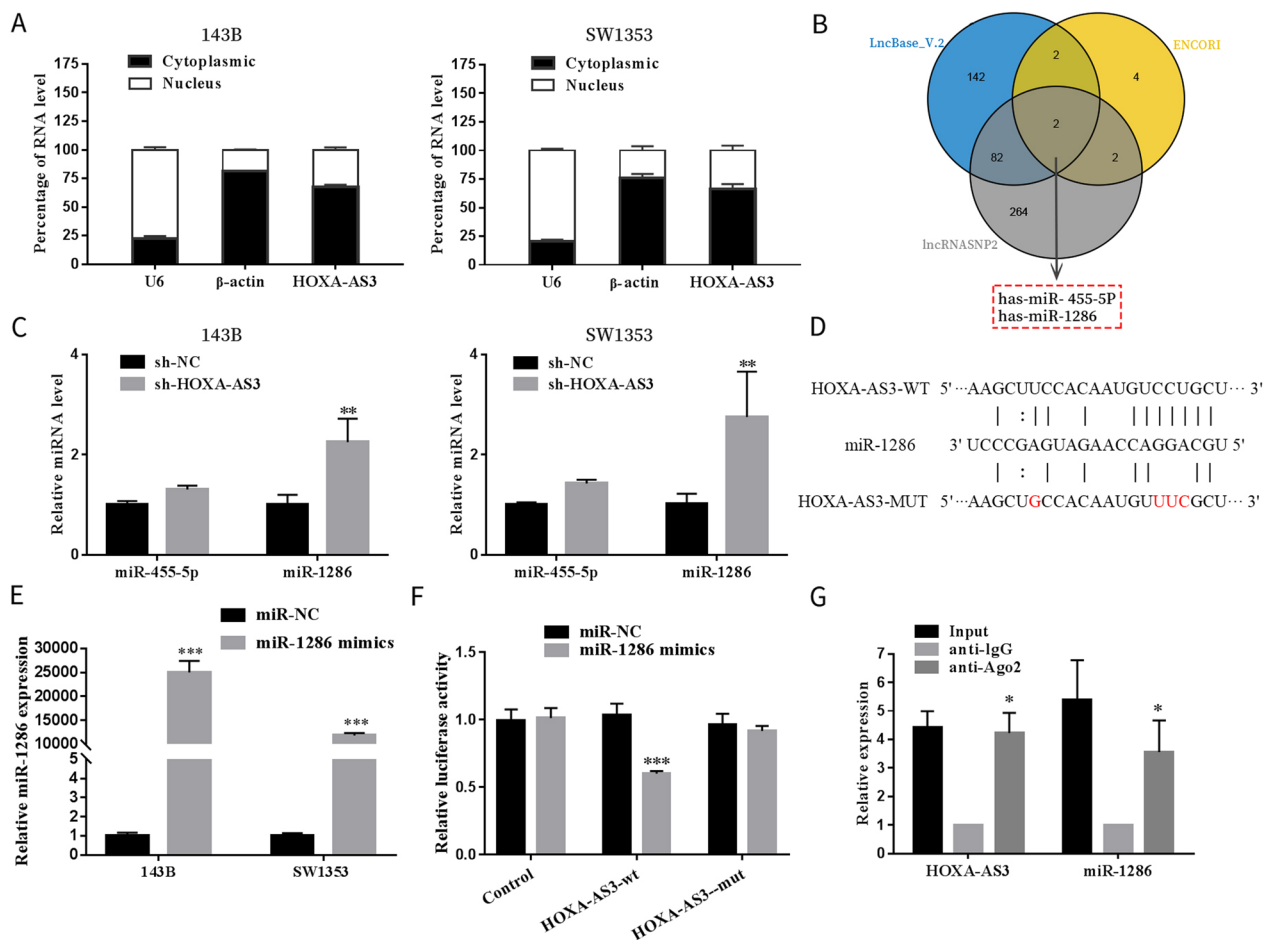 A
143B
Cytoplasmic
Nucleus
Percentage of RNA level
175
150
125
100
75
50
25
0
U6 β-actin HOXA-AS3
SW1353
Cytoplasmic
Nucleus
Percentage of RNA level
175
150
125
100
75
50
25
0
U6 β-actin HOXA-AS3
B
LncBase_V.2
ENCORI
lncRNASNP2
142
2
4
2
82
2
264
has-miR- 455-5P
has-miR-1286
C
143B
sh-NC
sh-HOXA-AS3
Relative miRNA level
4
2
0
**
miR-455-5p miR-1286
SW1353
sh-NC
sh-HOXA-AS3
Relative miRNA level
4
2
0
**
miR-455-5p miR-1286
D
HOXA-AS3-WT 5' ···AAGCUUCCACAAUGUCCUGCU··· 3'
miR-1286 3' UCCCGAGUAGAACCAGGACGU 5'
HOXA-AS3-MUT 5' ···AAGCUGCCACAAUGUUUCGCU··· 3'
E
miR-NC
miR-1286 mimics
Relative miR-1286 expression
30000
25000
20000
15000
10000
5
4
3
2
1
0
***
***
143B SW1353
F
miR-NC
miR-1286 mimics
Relative luciferase activity
1.5
1.0
0.5
0.0
***
Control
HOXA-AS3-wt
HOXA-AS3--mut
G
Input
anti-IgG
anti-Ago2
Relative expression
7
6
5
4
3
2
1
0
*
*
HOXA-AS3 miR-1286